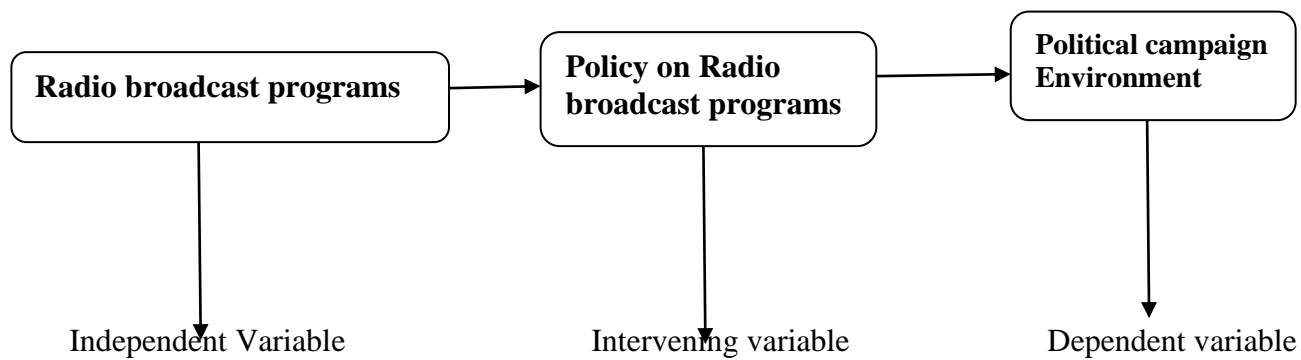 Radio broadcast programs
Policy on Radio
broadcast programs
Political campaign
Environment
Independent Variable
Intervening variable
Dependent variable